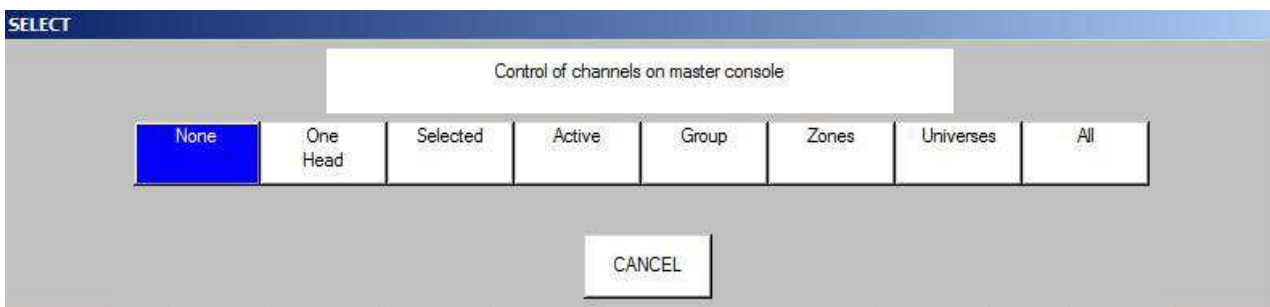 SELECT
Control of channels on master console
None
One
Head
Selected
Active
Group
Zones
Universes
All
CANCEL